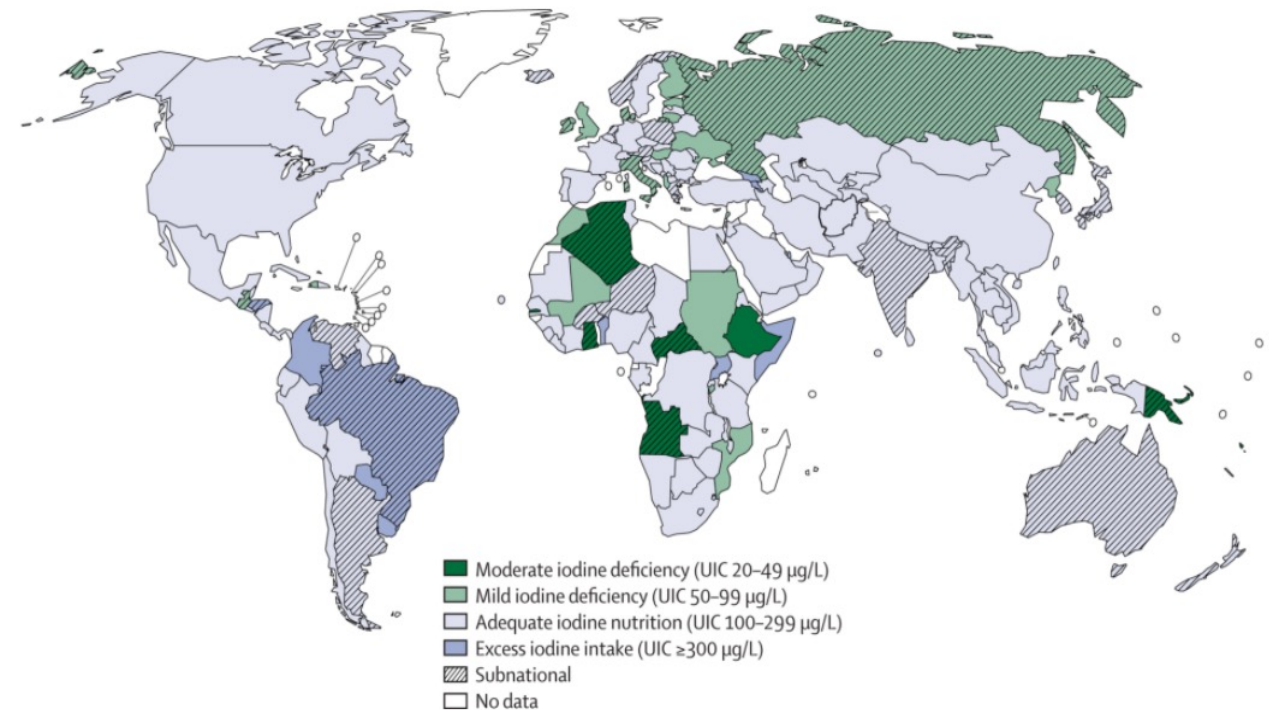 Moderate iodine deficiency (UIC 20–49 µg/L)
Mild iodine deficiency (UIC 50–99 µg/L)
Adequate iodine nutrition (UIC 100–299 µg/L)
Excess iodine intake (UIC ≥300 µg/L)
Subnational
No data